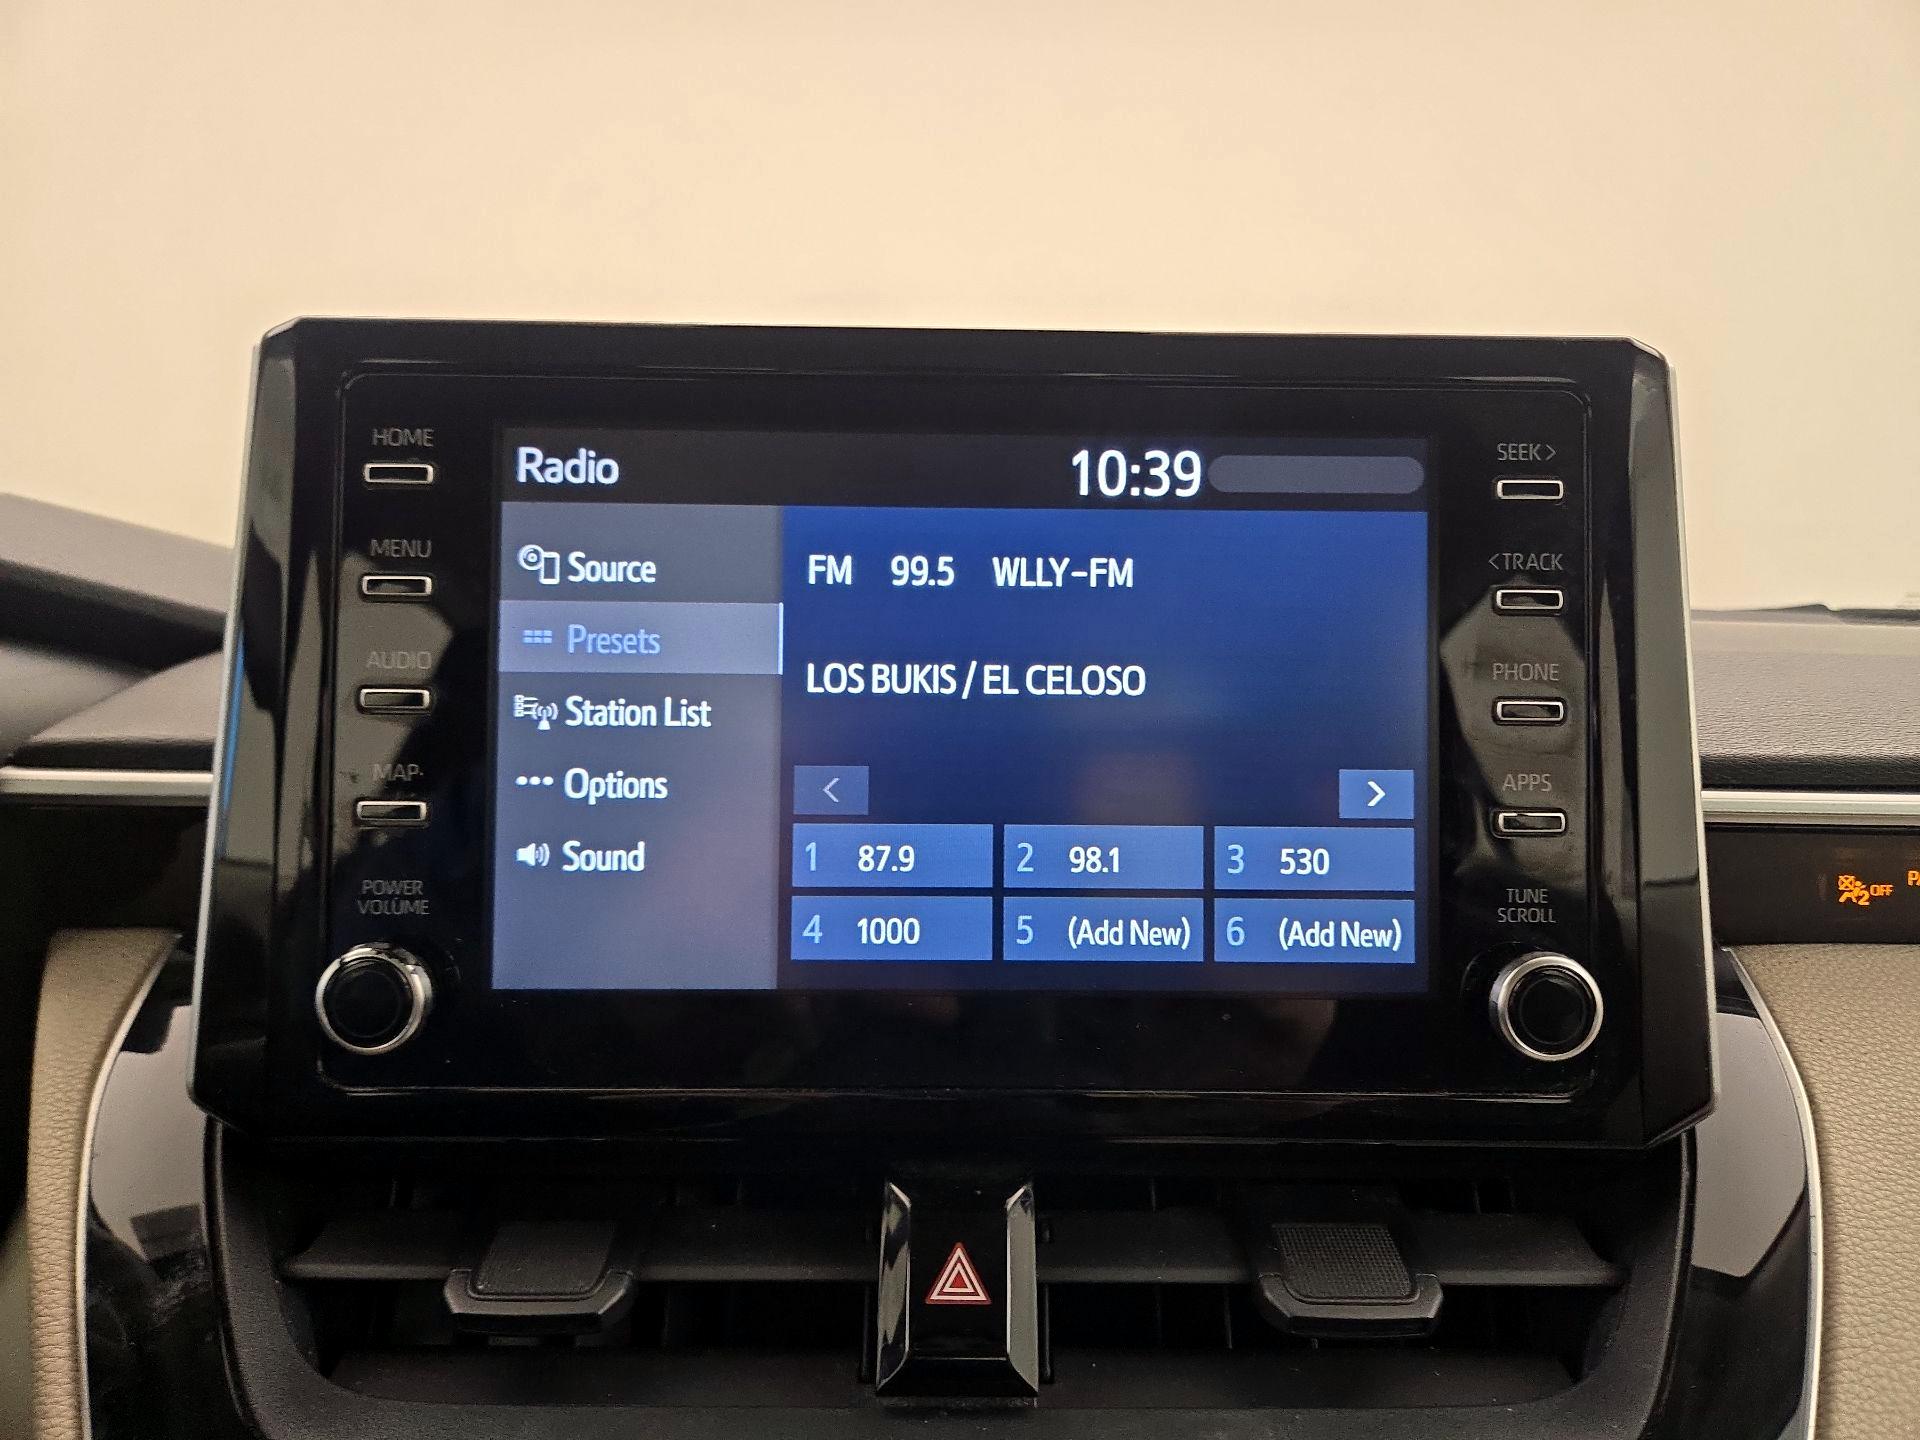 HOME
MENU
AUDIO
MAP
POWER
VOLUME
Radio
10:39
Source
Presets
Station List
Options
Sound
FM 99.5 WLLY-FM
LOS BUKIS / EL CELOSO
<
>
1 87.9
2 98.1
3 530
4 1000
5 (Add New)
6 (Add New)
SEEK>
<TRACK
PHONE
APPS
TUNE
SCROLL
2 OFF